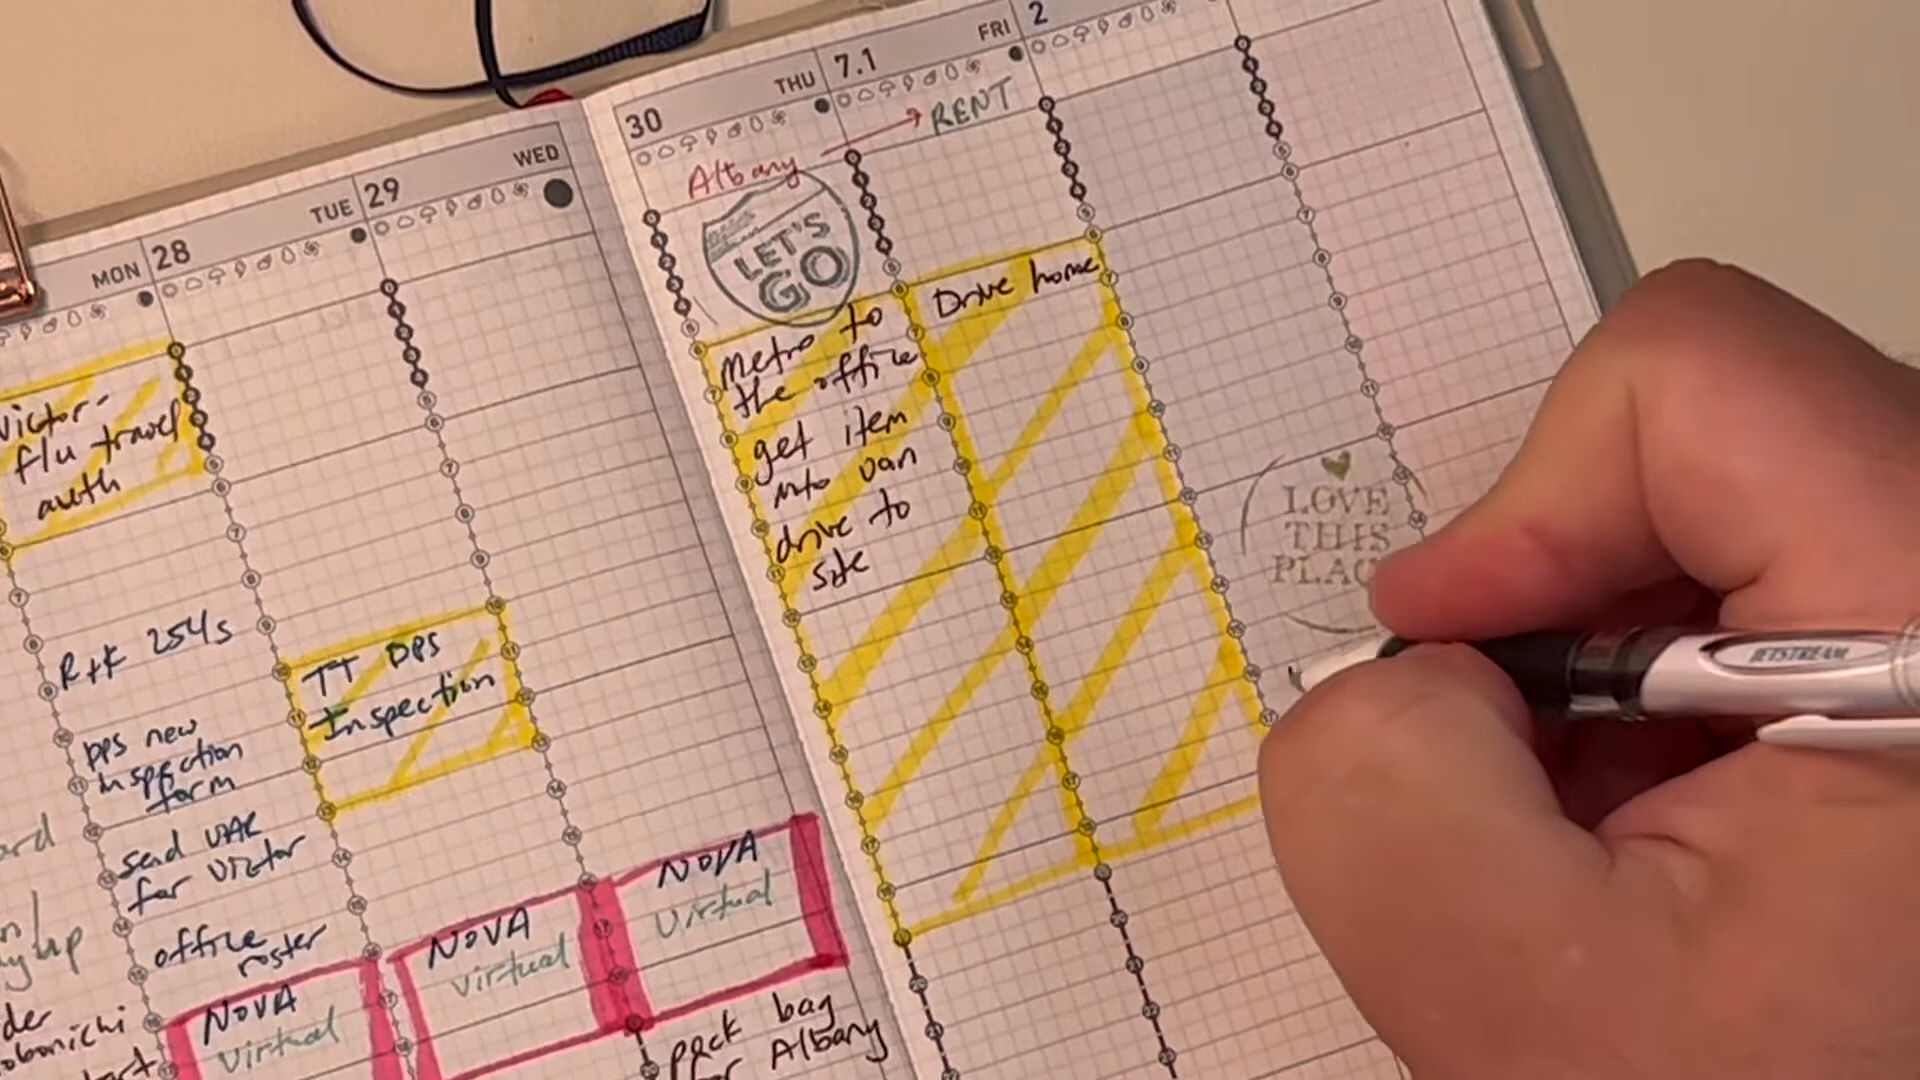 MON
28
TUE
29
WED
Victor-
flu travel
auth
R+K 254s
DPS new
Inspection
form
send
for Victor
office
roster
NOVA
Virtual
TT DPS
Inspection
NOVA
virtual
NOVA
Virtual
pack bag
Albany
30
THU
7.1
FRI
2
Albany
RENT
LET'S
GO
Metro to
the office
get item
into van
drive to
site
Drive home
LOVE
THIS
JETSTREAM